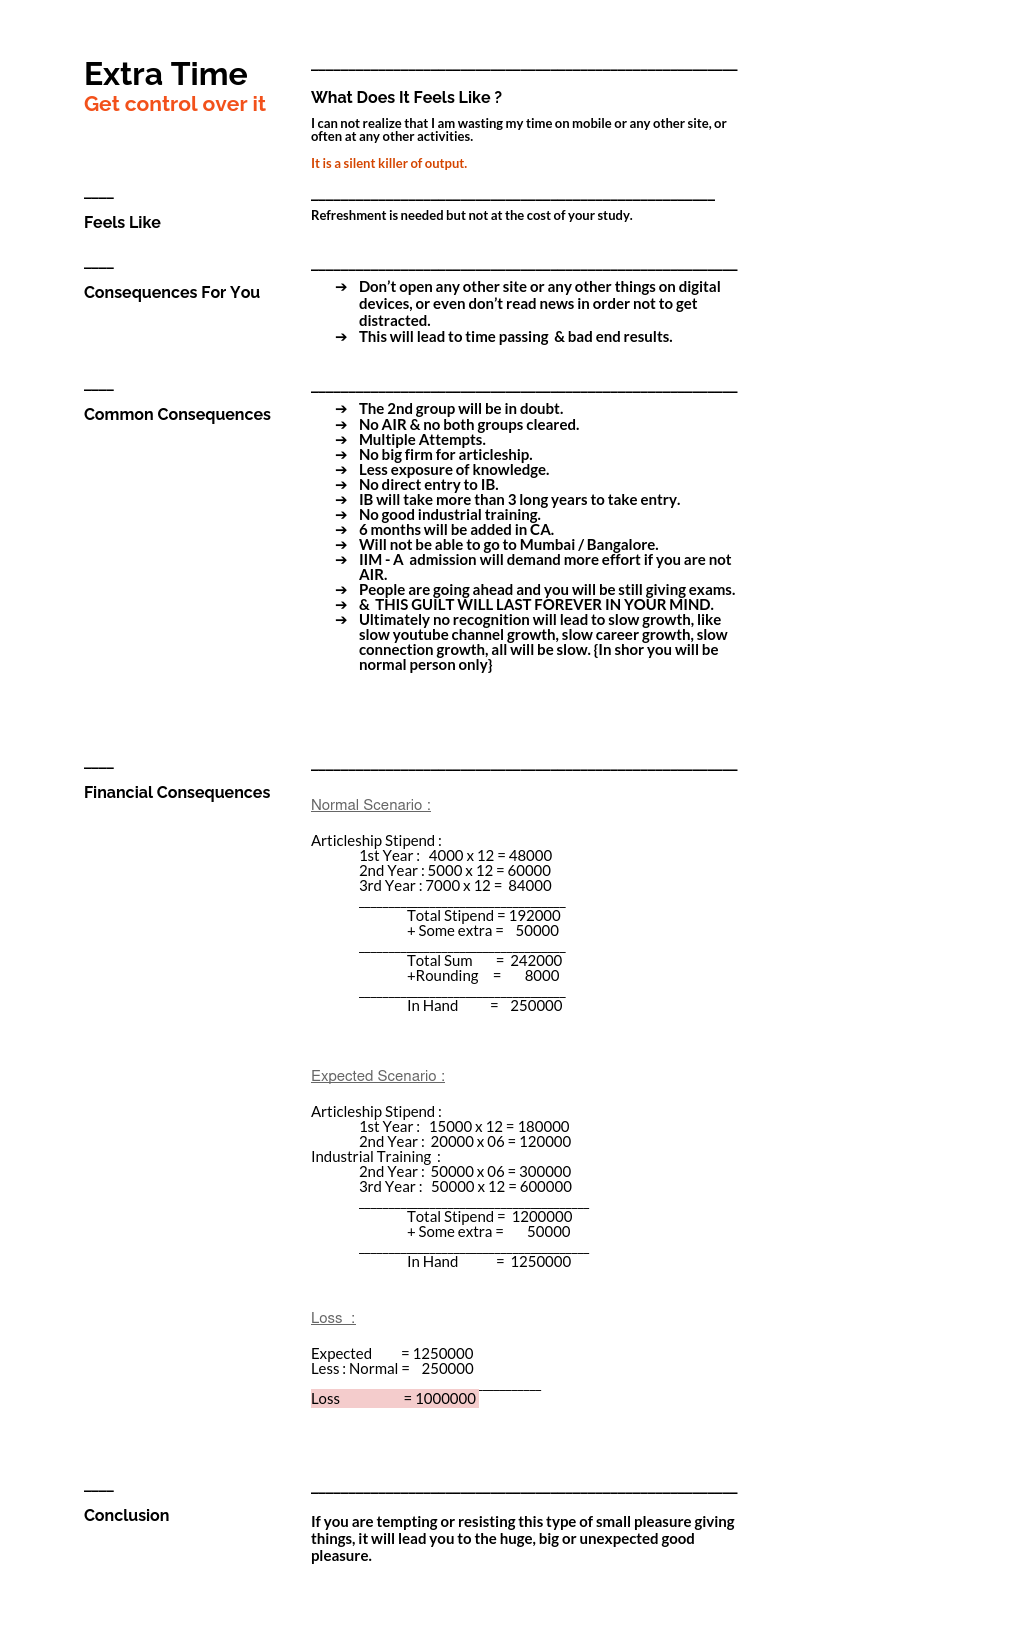 Extra Time
Get control over it
What Does It Feels Like ?
I can not realize that I am wasting my time on mobile or any other site, or
often at any other activities.
It is a silent killer of output.
Feels Like
Refreshment is needed but not at the cost of your study.
Consequences For You
➔ Don’t open any other site or any other things on digital
devices, or even don’t read news in order not to get
distracted.
➔ This will lead to time passing & bad end results.
Common Consequences
➔ The 2nd group will be in doubt.
➔ No AIR & no both groups cleared.
➔ Multiple Attempts.
➔ No big firm for articleship.
➔ Less exposure of knowledge.
➔ No direct entry to IB.
➔ IB will take more than 3 long years to take entry.
➔ No good industrial training.
➔ 6 months will be added in CA.
➔ Will not be able to go to Mumbai / Bangalore.
➔ IIM - A admission will demand more effort if you are not
AIR.
➔ People are going ahead and you will be still giving exams.
➔ & THIS GUILT WILL LAST FOREVER IN YOUR MIND.
➔ Ultimately no recognition will lead to slow growth, like
slow youtube channel growth, slow career growth, slow
connection growth, all will be slow. {In shor you will be
normal person only}
Financial Consequences
Normal Scenario :
Articleship Stipend :
1st Year : 4000 x 12 = 48000
2nd Year : 5000 x 12 = 60000
3rd Year : 7000 x 12 = 84000
Total Stipend = 192000
+ Some extra = 50000
Total Sum = 242000
+Rounding = 8000
In Hand = 250000
Expected Scenario :
Articleship Stipend :
1st Year : 15000 x 12 = 180000
2nd Year : 20000 x 06 = 120000
Industrial Training :
2nd Year : 50000 x 06 = 300000
3rd Year : 50000 x 12 = 600000
Total Stipend = 1200000
+ Some extra = 50000
In Hand = 1250000
Loss :
Expected = 1250000
Less : Normal = 250000
Loss = 1000000
Conclusion
If you are tempting or resisting this type of small pleasure giving
things, it will lead you to the huge, big or unexpected good
pleasure.